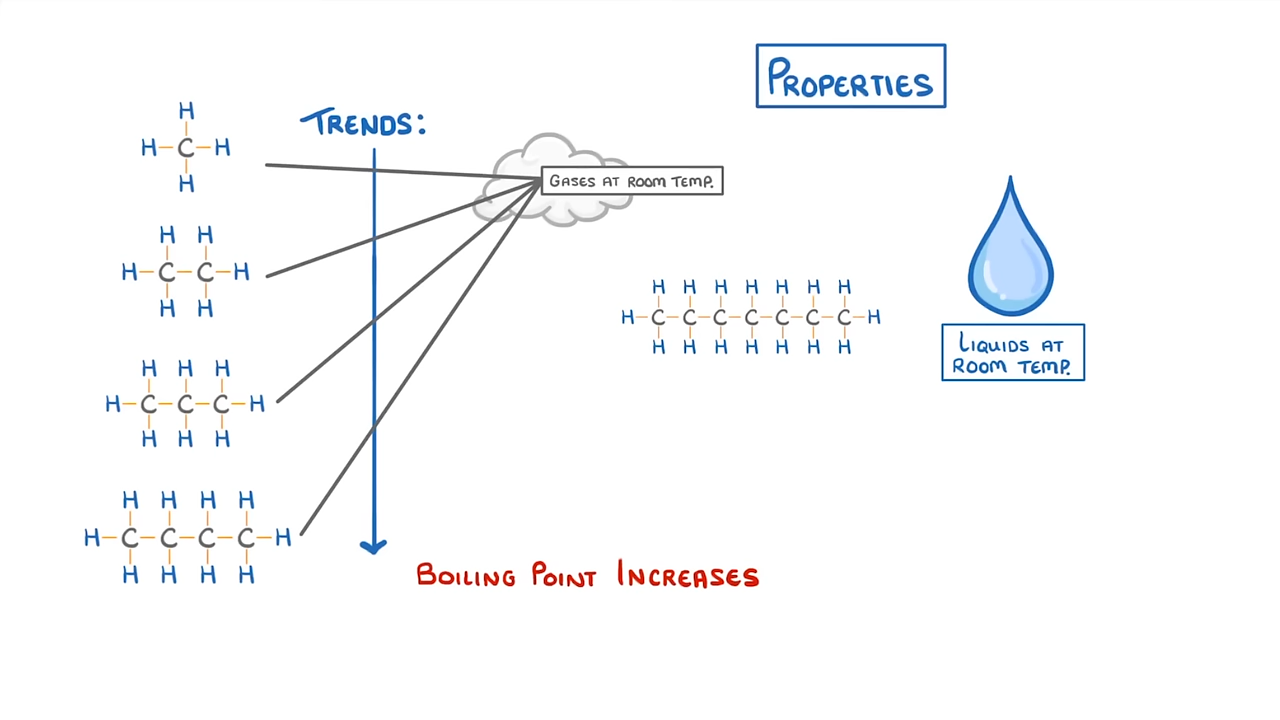 PROPERTIES
TRENDS:
GASES AT ROOM TEMP.
H
H-C-H
H
H H
H-C-C-H
H H
H H H H H H H
H-C-C-C-C-C-C-C-H
H H H H H H H
LIQUIDS AT
ROOM TEMP.
H H H
H-C-C-C-H
H H H
H H H H
H-C-C-C-C-H
H H H H
BOILING POINT INCREASES